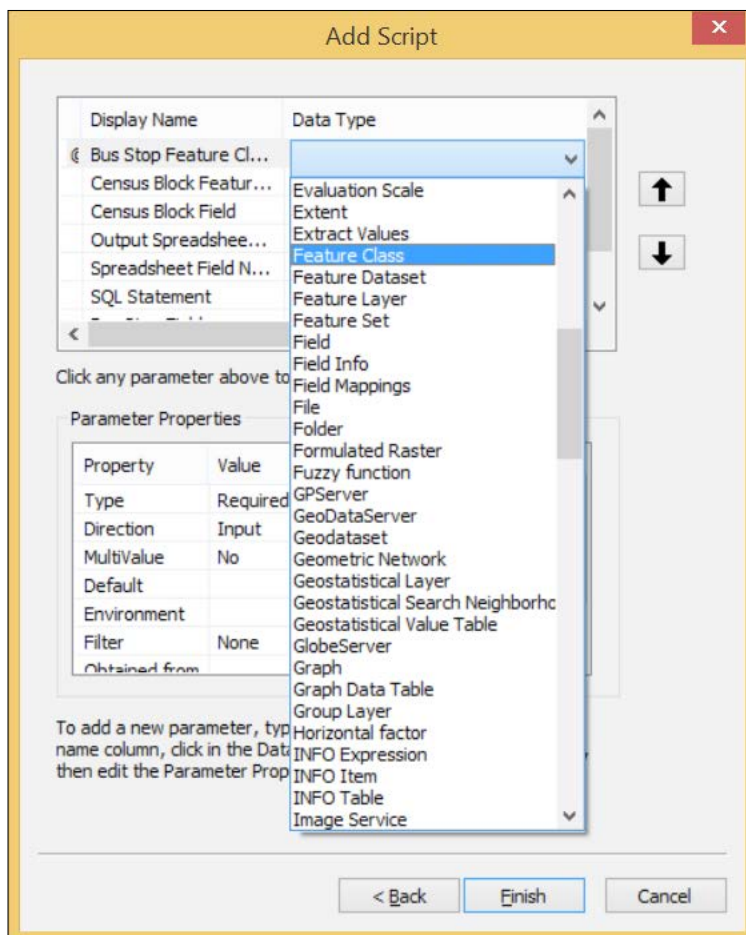 Add Script
Display Name Data Type
Bus Stop Feature Cl...
Census Block Featur...
Census Block Field
Output Spreadshee...
Spreadsheet Field N...
SQL Statement
Evaluation Scale
Extent
Extract Values
Feature Class
Feature Dataset
Feature Layer
Feature Set
Field
Field Info
Field Mappings
File
Folder
Formulated Raster
Fuzzy function
GPServer
GeoDataServer
Geodataset
Geometric Network
Geostatistical Layer
Geostatistical Search Neighborho
Geostatistical Value Table
GlobeServer
Graph
Graph Data Table
Group Layer
Horizontal factor
INFO Expression
INFO Item
INFO Table
Image Service
Click any parameter above to
Parameter Properties
Property Value
Type Required
Direction Input
MultiValue No
Default
Environment
Filter None
Obtained from
To add a new parameter, typ
name column, click in the Data
then edit the Parameter Prop
< Back Finish Cancel